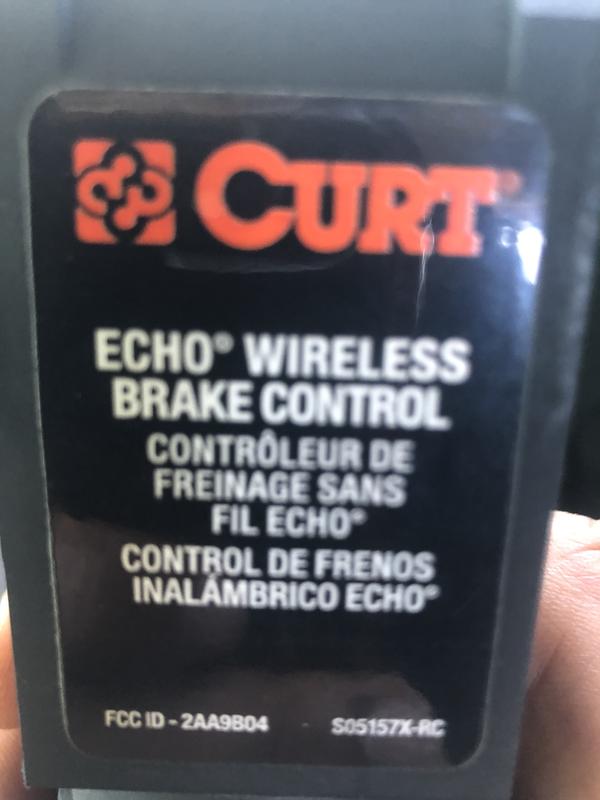 CURT®
ECHO® WIRELESS
BRAKE CONTROL
CONTRÔLEUR DE
FREINAGE SANS
FIL ECHO®
CONTROL DE FRENOS
INALÁMBRICO ECHO®
FCC ID - 2AA9B04 S05157X-RC